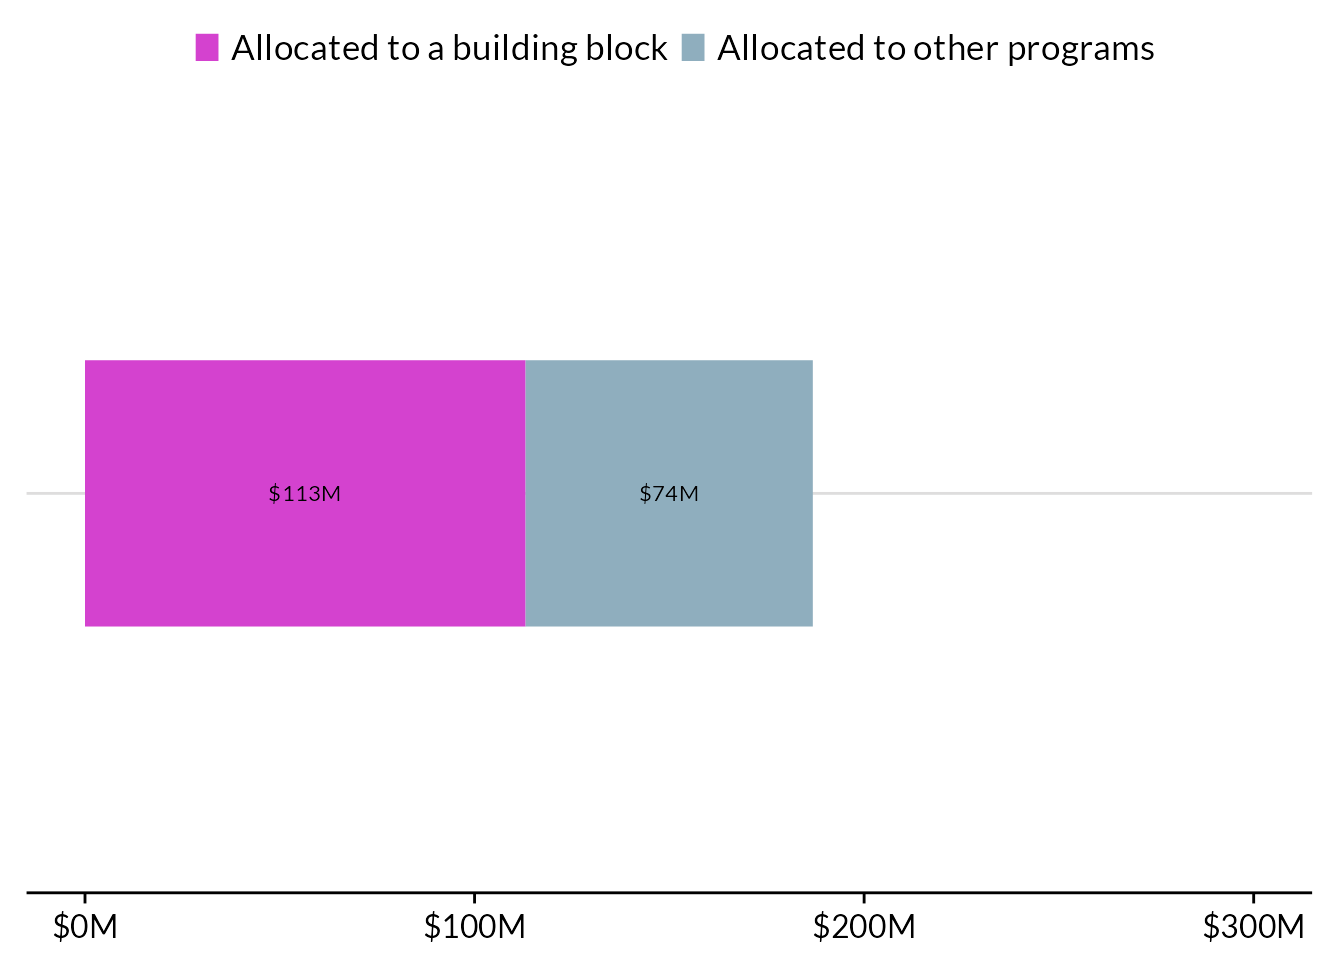 Allocated to a building block Allocated to other programs
$113M $74M
$0M $100M $200M $300M